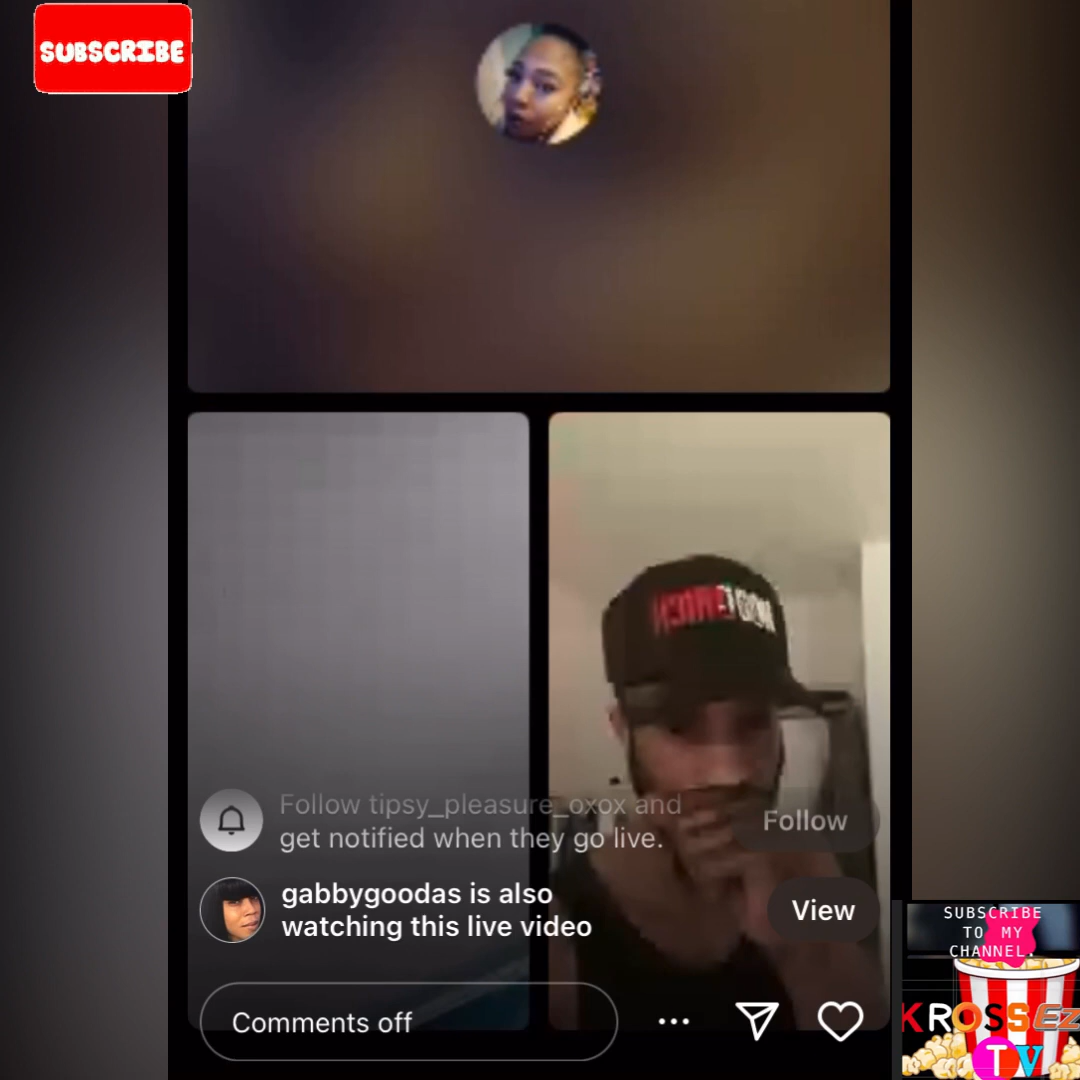 SUBSCRIBE
Follow tipsy_pleasure_oxox and
get notified when they go live.
Follow
gabbygoodas is also
watching this live video
View
Comments off
SUBSCRIBE
TO MY
CHANNEL.
KROSSEz
TV